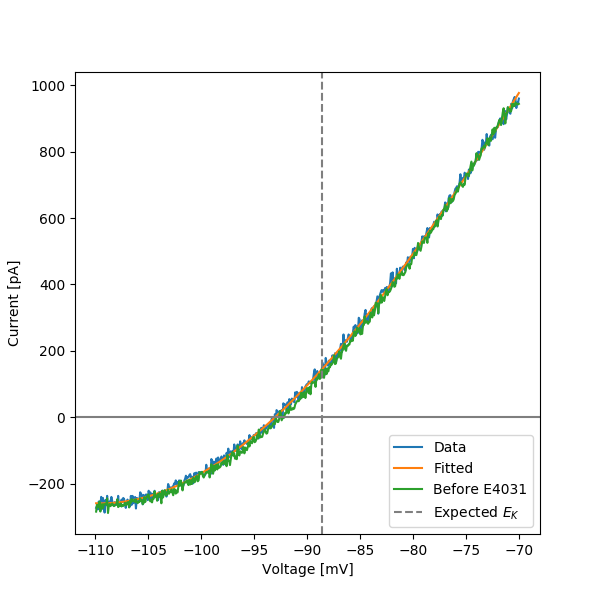 1000
800
600
400
200
0
−200
Current [pA]
Data
Fitted
Before E4031
Expected E_K
−110 −105 −100 −95 −90 −85 −80 −75 −70
Voltage [mV]